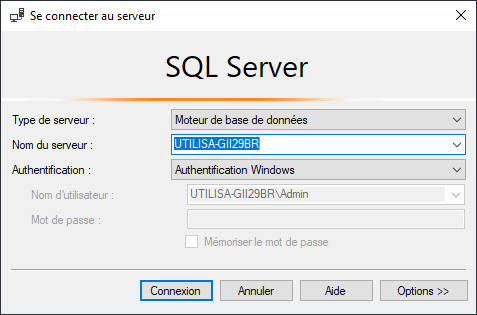 Se connecter au serveur
SQL Server
Type de serveur :
Moteur de base de données
Nom du serveur :
UTILISA-GII29BR
Authentification :
Authentification Windows
Nom d'utilisateur :
UTILISA-GII29BR\Admin
Mot de passe :
Mémoriser le mot de passe
Connexion
Annuler
Aide
Options >>